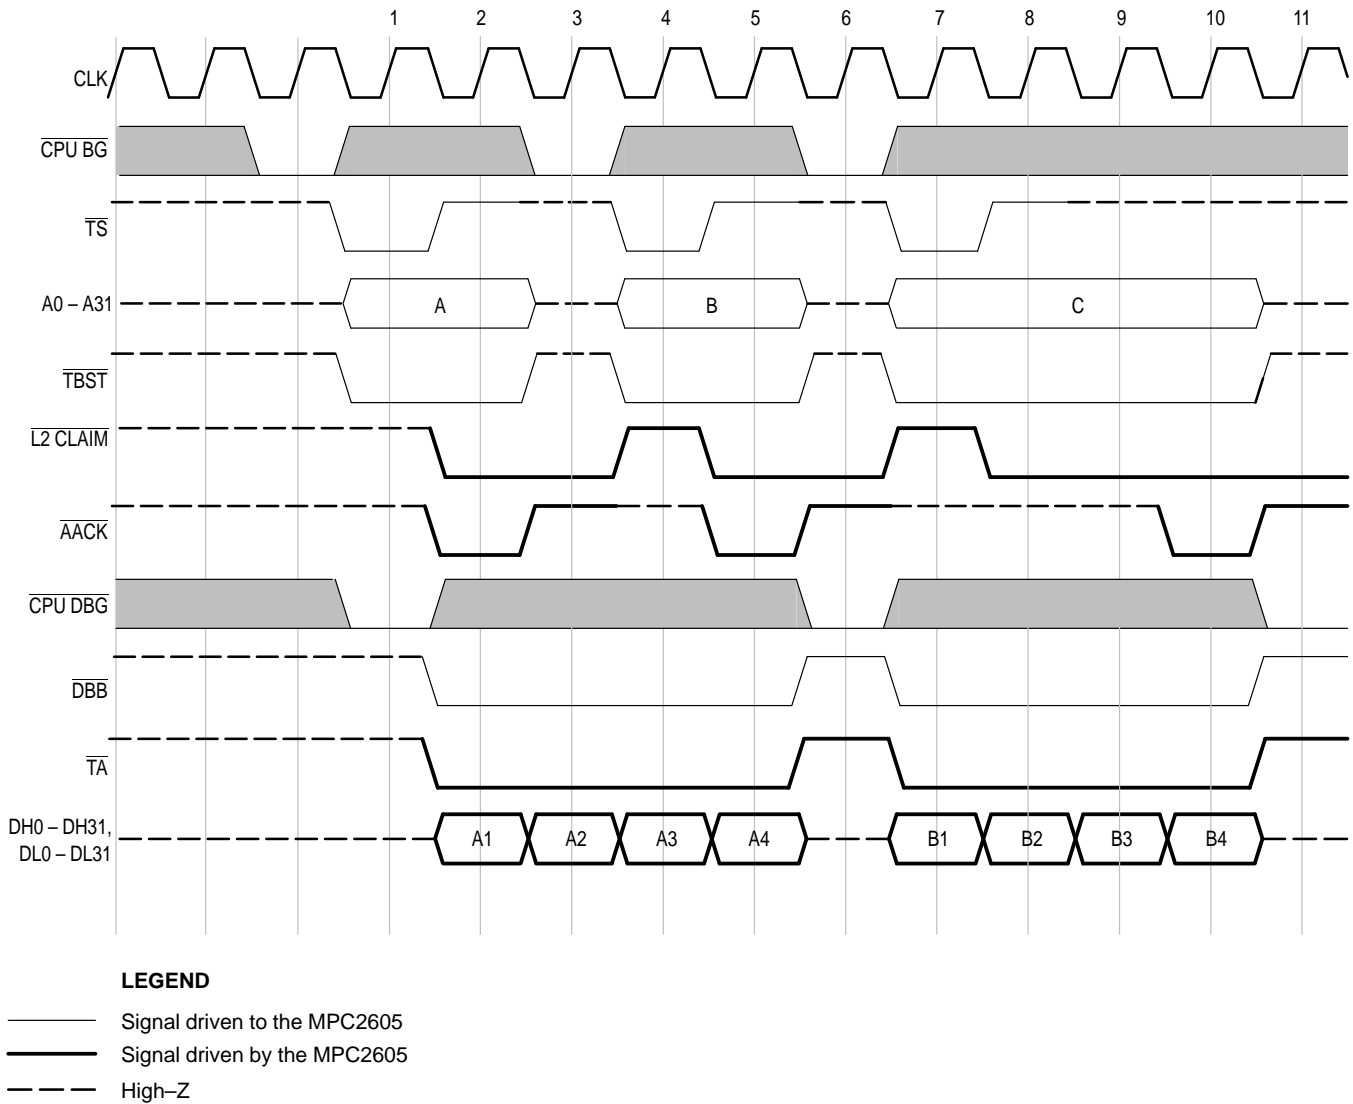 1 2 3 4 5 6 7 8 9 10 11
CLK
CPU BG
TS
A0 – A31
A B C
TBST
L2 CLAIM
AACK
CPU DBG
DBB
TA
DH0 – DH31,
DL0 – DL31
A1 A2 A3 A4 B1 B2 B3 B4
LEGEND
Signal driven to the MPC2605
Signal driven by the MPC2605
High–Z